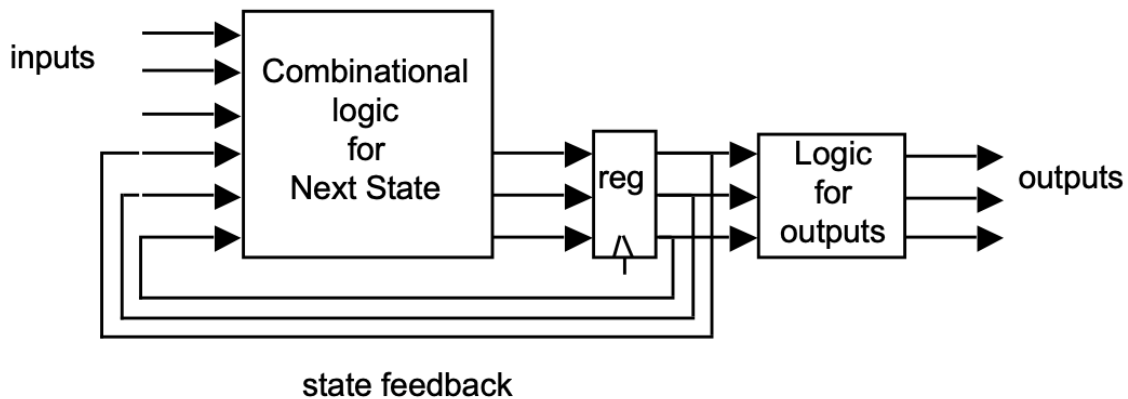 inputs
Combinational
logic
for
Next State
reg
Logic
for
outputs
outputs
state feedback